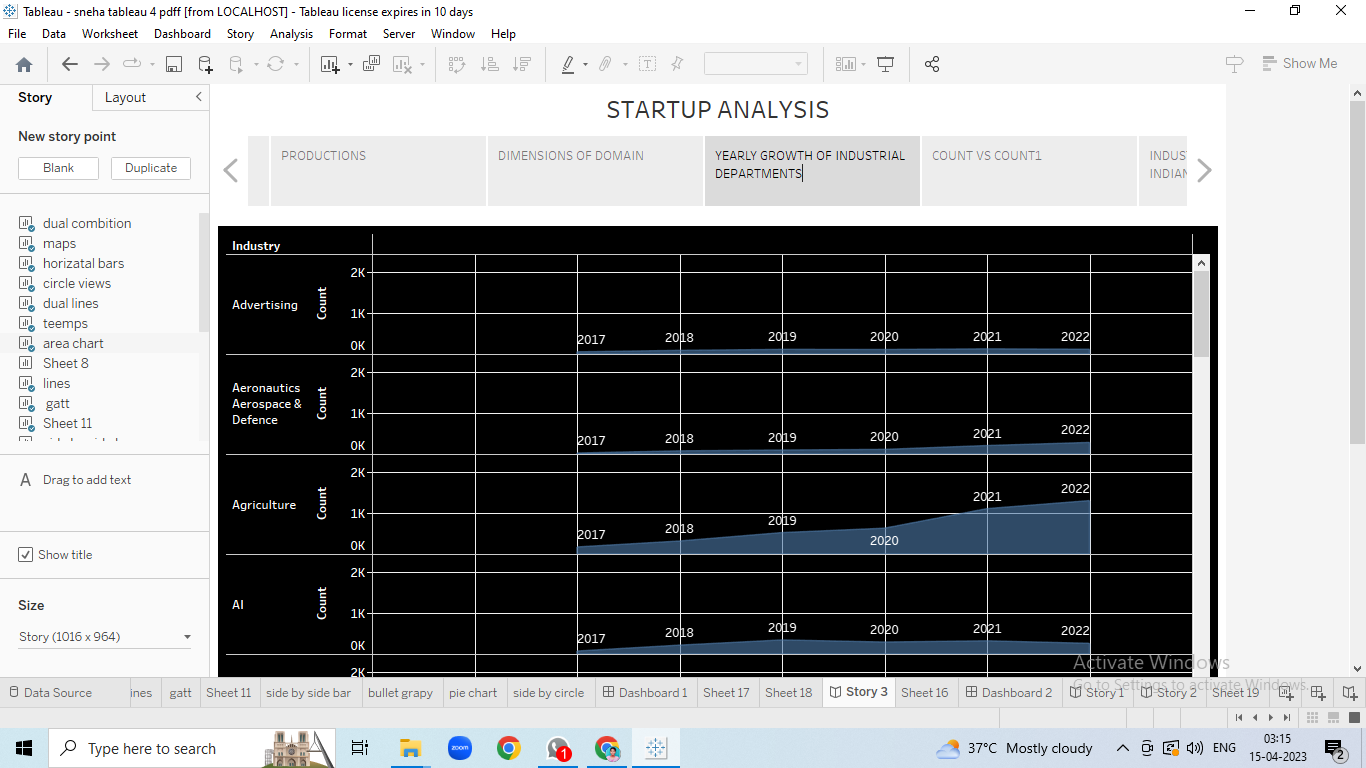 Tableau - sneha tableau 4 pdff [from LOCALHOST] - Tableau license expires in 10 days
File Data Worksheet Dashboard Story Analysis Format Server Window Help
Show Me
Story Layout
New story point
Blank Duplicate
dual combition
maps
horizatal bars
circle views
dual lines
teemps
area chart
Sheet 8
lines
gatt
Sheet 11
A Drag to add text
Show title
Size
Story (1016 x 964)
STARTUP ANALYSIS
PRODUCTIONS
DIMENSIONS OF DOMAIN
YEARLY GROWTH OF INDUSTRIAL
DEPARTMENTS
COUNT VS COUNT1
INDUS
INDIAN
Industry
Advertising
Count
2K
1K
0K
2017 2018 2019 2020 2021 2022
Aeronautics
Aerospace &
Defence
Count
2K
1K
0K
2017 2018 2019 2020 2021 2022
Agriculture
Count
2K
1K
0K
2017 2018 2019 2020 2021 2022
AI
Count
2K
1K
0K
2017 2018 2019 2020 2021 2022
2K
Activate Windows
Go to Settings to activate Windows.
Data Source ines gatt Sheet 11 side by side bar bullet grapy pie chart side by circle Dashboard 1 Sheet 17 Sheet 18 Story 3 Sheet 16 Dashboard 2 Story 1 Story 2 Sheet 19
Type here to search
zoom
1
37°C Mostly cloudy
ENG
03:15
15-04-2023
2